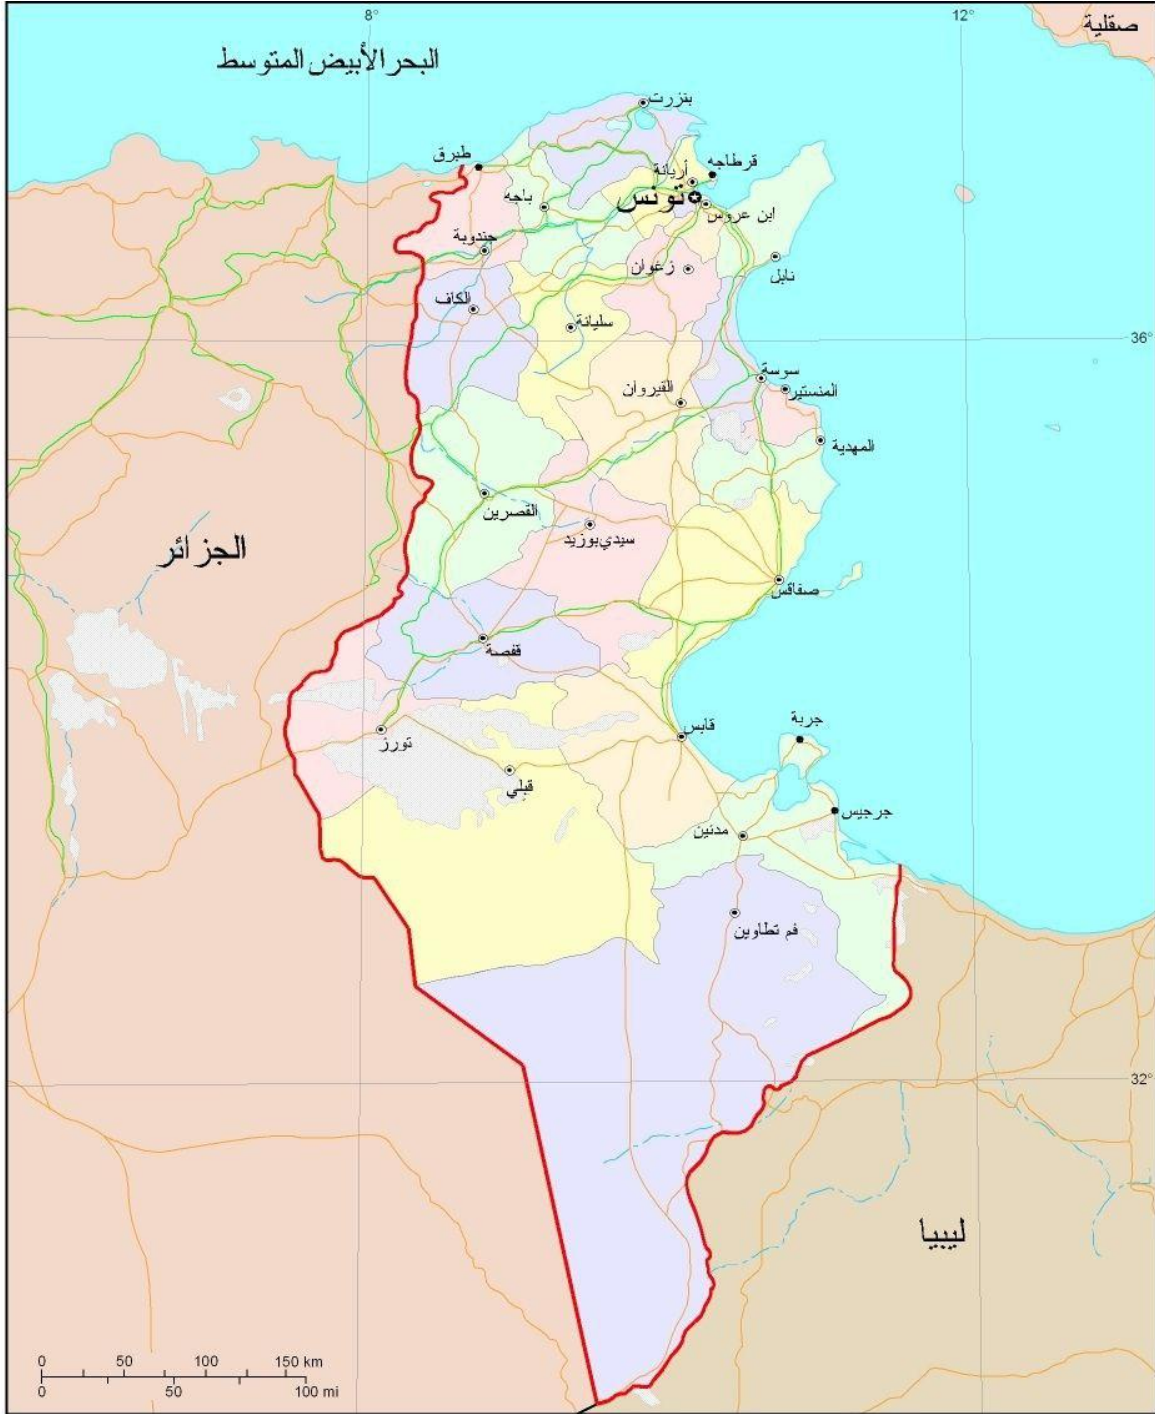 8°
12°
صقلية
البحر الأبيض المتوسط
بنزرت
طبرق
قرطاجه
أريانة
تونس
ابن عروس
باجه
جندوبة
زغوان
نابل
الكاف
سليانة
36°
سوسة
المنستير
القيروان
المهدية
القصرين
سيدي بوزيد
الجزائر
صفاقس
قفصة
جربة
قابس
تورز
قبلي
جرجيس
مدنين
فم تطاوين
32°
ليبيا
0 50 100 150 km
0 50 100 mi